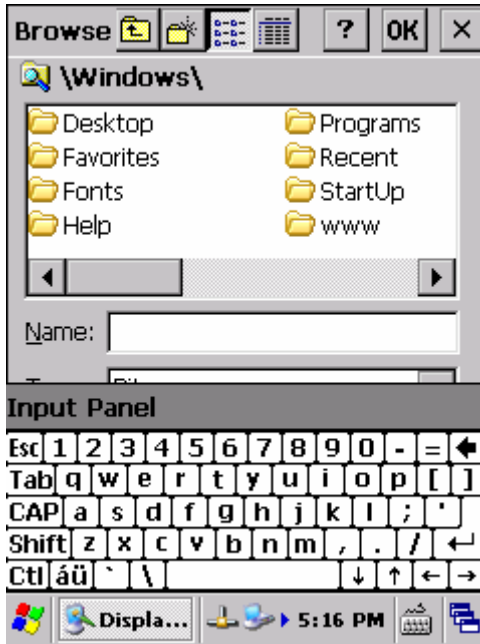 Browse ? OK ×
\Windows\
Desktop Programs
Favorites Recent
Fonts StartUp
Help www
Name:
Input Panel
Esc 1 2 3 4 5 6 7 8 9 0 - = 
Tab q w e r t y u i o p [ ]
CAP a s d f g h j k l ; '
Shift z x c v b n m , . /
Ctl áü ` \ ↓ ↑ ← →
Displa... 5:16 PM